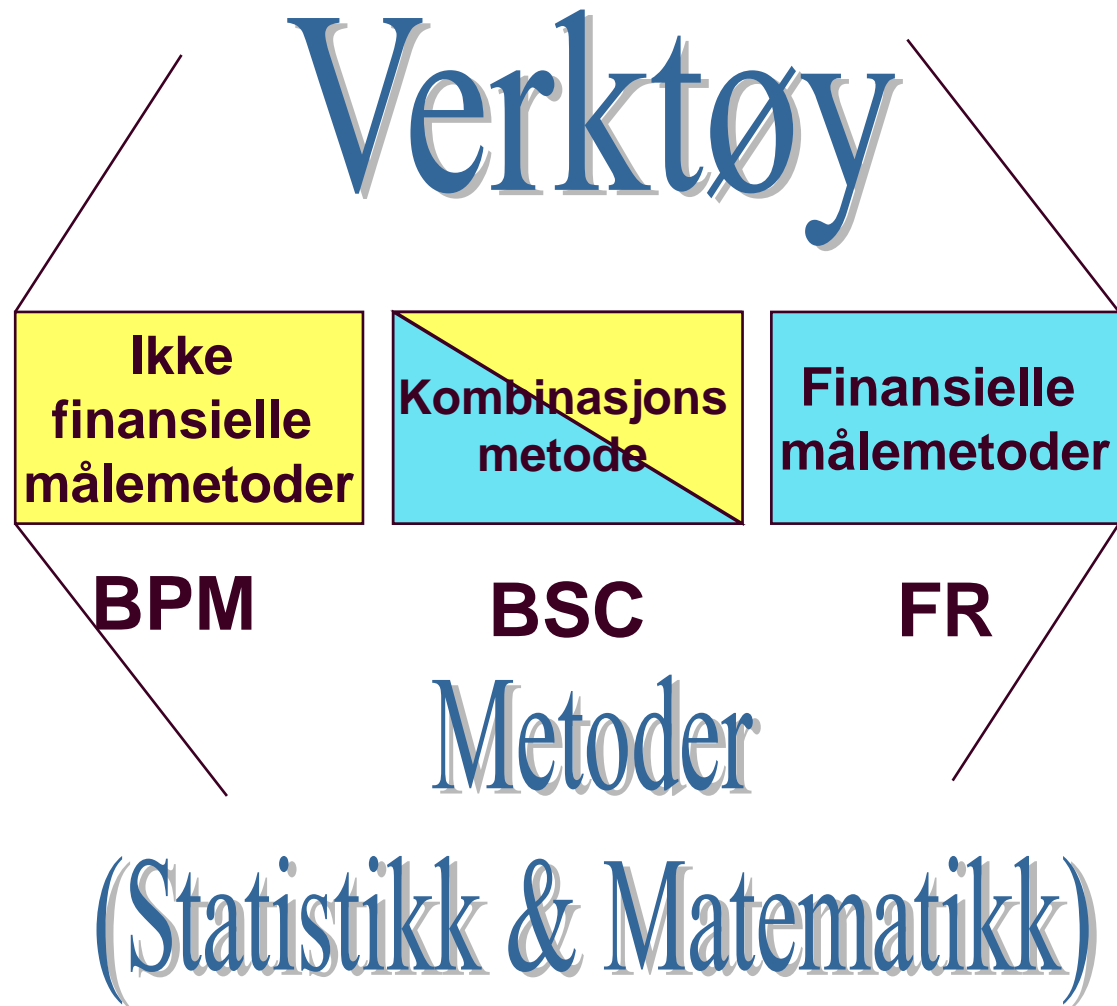 Verktøy
Ikke
finansielle
målemetoder
Kombinasjons
metode
Finansielle
målemetoder
BPM
BSC
FR
Metoder
(Statistikk & Matematikk)